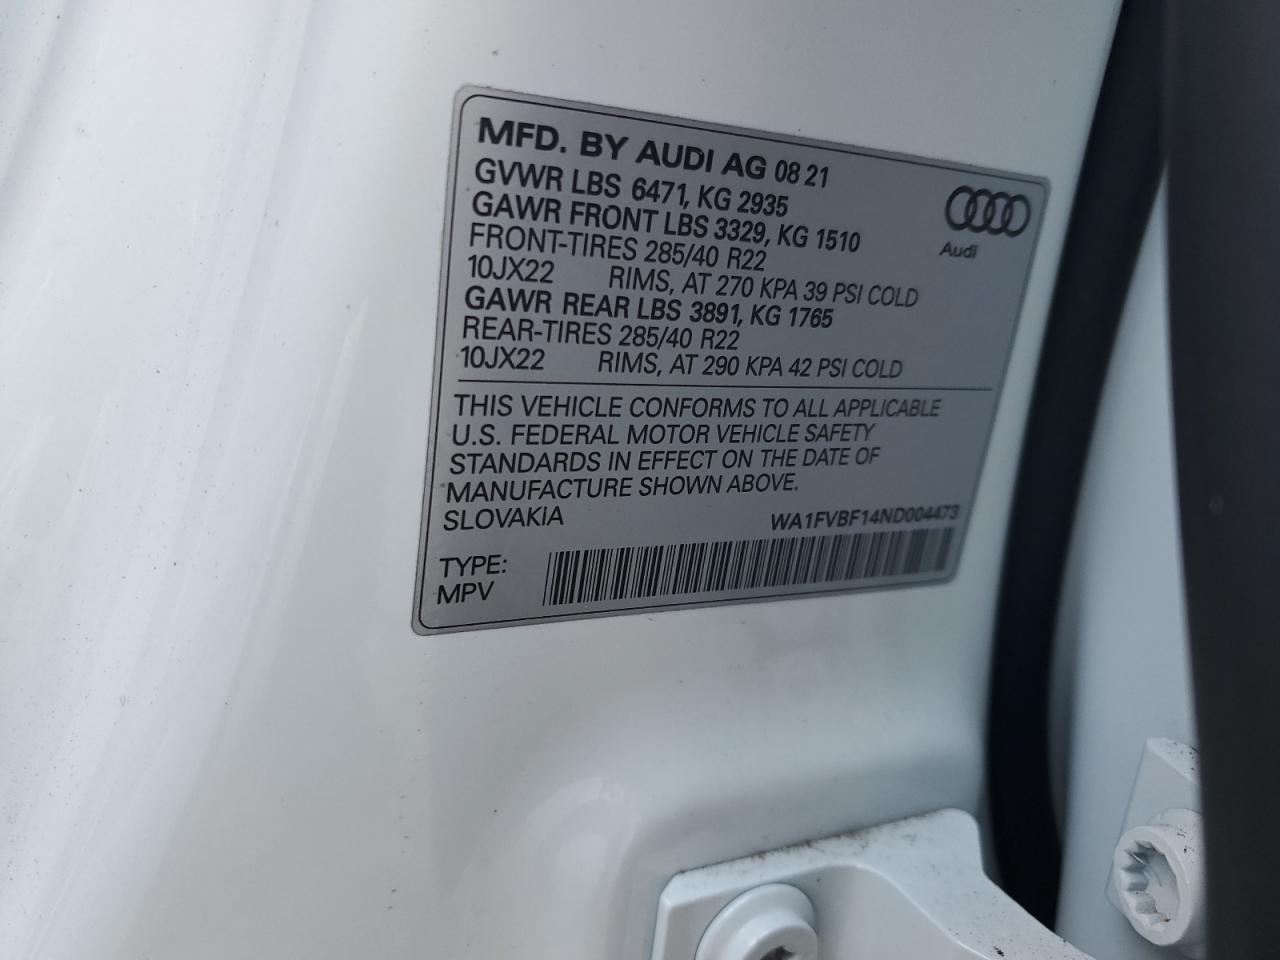 MFD. BY AUDI AG 08 21
GVWR LBS 6471, KG 2935
GAWR FRONT LBS 3329, KG 1510
FRONT-TIRES 285/40 R22
10JX22 RIMS, AT 270 KPA 39 PSI COLD
GAWR REAR LBS 3891, KG 1765
REAR-TIRES 285/40 R22
10JX22 RIMS, AT 290 KPA 42 PSI COLD
Audi
THIS VEHICLE CONFORMS TO ALL APPLICABLE
U.S. FEDERAL MOTOR VEHICLE SAFETY
STANDARDS IN EFFECT ON THE DATE OF
MANUFACTURE SHOWN ABOVE.
SLOVAKIA WA1FVBF14ND004473
TYPE:
MPV